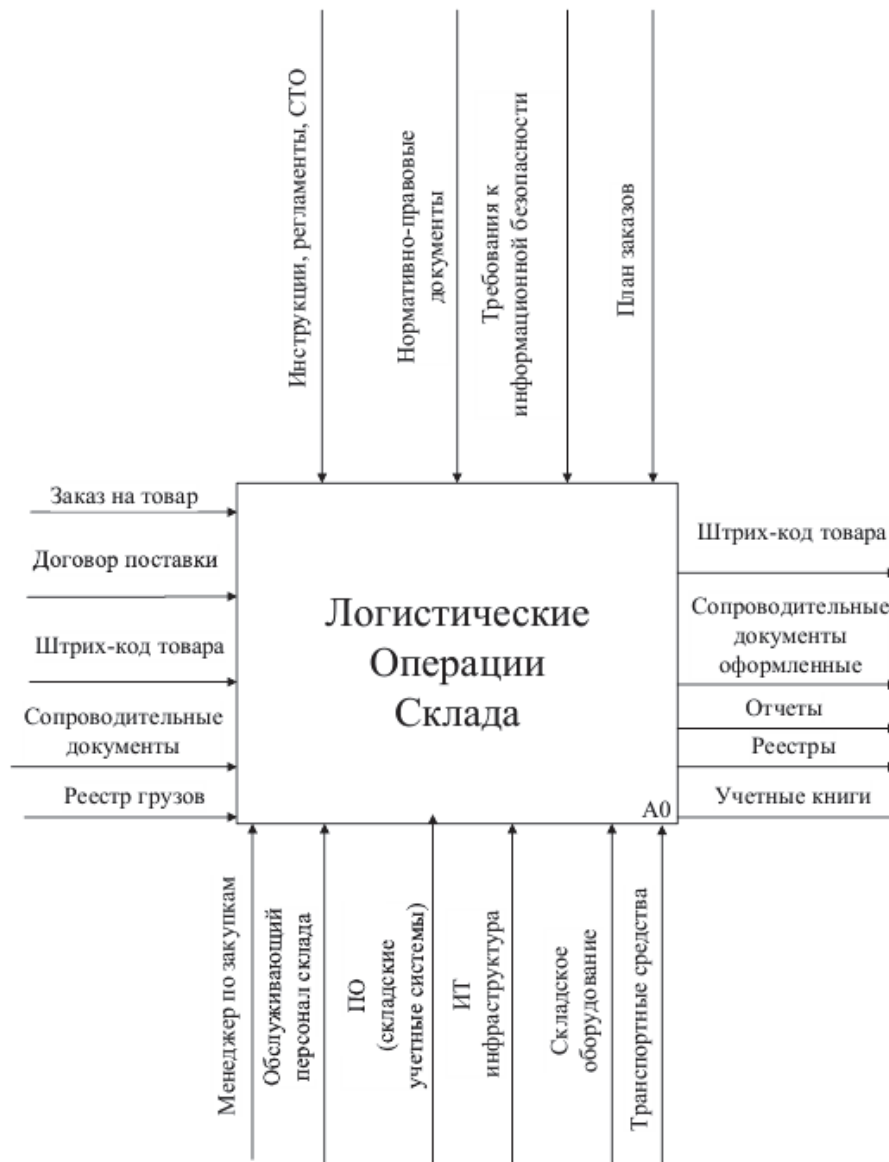 Инструкции, регламенты, СТО
Нормативно-правовые
документы
Требования к
информационной безопасности
План заказов
Заказ на товар
Договор поставки
Штрих-код товара
Сопроводительные
документы
Реестр грузов
Логистические
Операции
Склада
A0
Штрих-код товара
Сопроводительные
документы
оформленные
Отчеты
Реестры
Учетные книги
Менеджер по закупкам
Обслуживающий
персонал склада
ПО
(складские
учетные системы)
ИТ
инфраструктура
Складское
оборудование
Транспортные средства